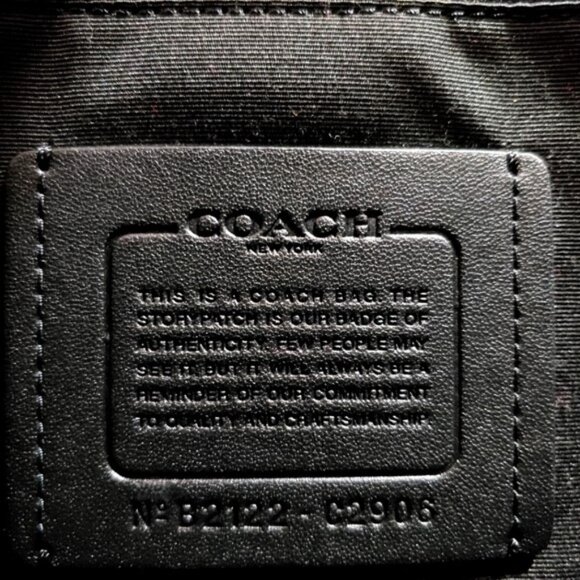 COACH
NEW YORK
THIS IS A COACH BAG. THE
STORYPATCH IS OUR BADGE OF
AUTHENTICITY. FEW PEOPLE MAY
SEE IT, BUT IT WILL ALWAYS BE A
REMINDER OF OUR COMMITMENT
TO QUALITY AND CRAFTSMANSHIP.
Nº B2122 - C2906